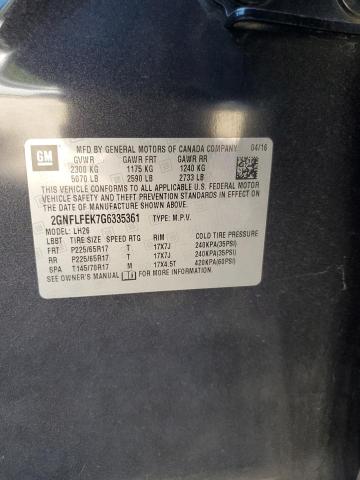 GM
MFD BY GENERAL MOTORS OF CANADA COMPANY 04/16
GVWR GAWR FRT GAWR RR
2300 KG 1175 KG 1240 KG
5070 LB 2590 LB 2733 LB
THIS VEHICLE CONFORMS TO ALL APPLICABLE U.S. FEDERAL MOTOR
VEHICLE SAFETY AND THEFT PREVENTION STANDARDS IN EFFECT ON
THE DATE OF MANUFACTURE SHOWN ABOVE.
2GNFLFEK7G6335361 TYPE: M.P.V.
MODEL: LH26
LBBT TIRE SIZE SPEED RTG RIM COLD TIRE PRESSURE
FRT P225/65R17 T 17X7J 240KPA(35PSI)
RR P225/65R17 T 17X7J 240KPA(35PSI)
SPA T145/70R17 M 17X4.5T 420KPA(60PSI)
SEE OWNER'S MANUAL FOR ADDITIONAL INFORMATION.